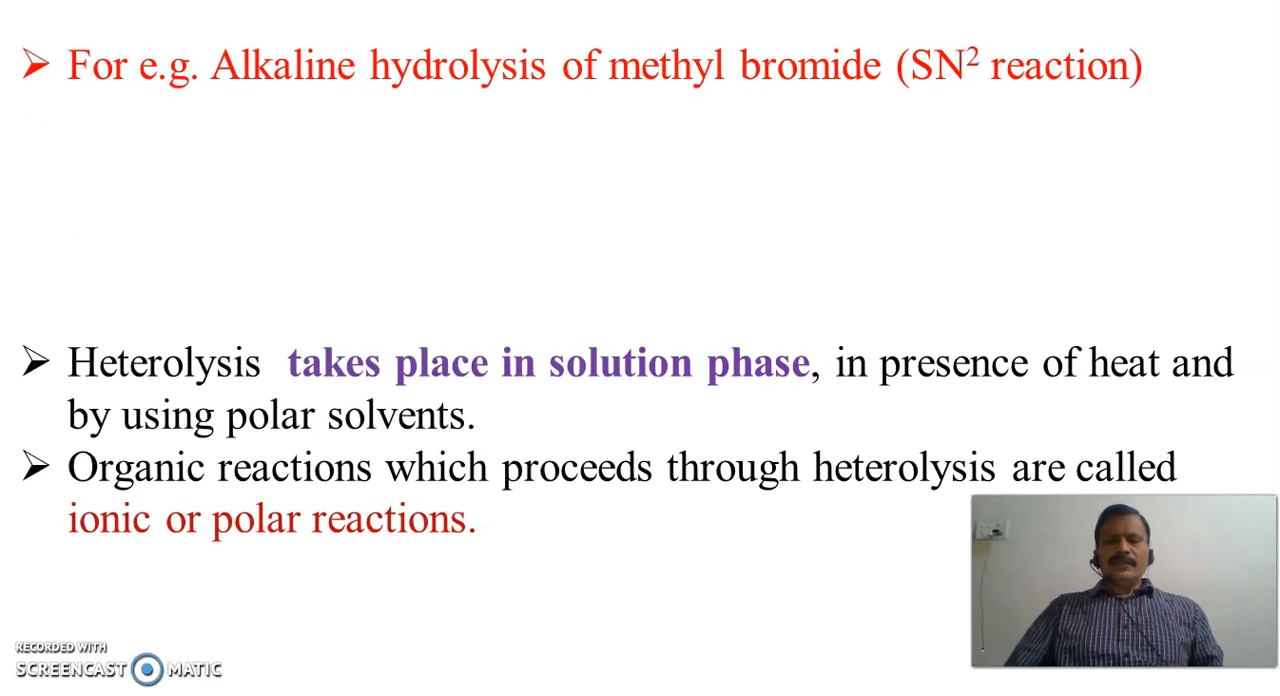 ➢ For e.g. Alkaline hydrolysis of methyl bromide (SN² reaction)
➢ Heterolysis takes place in solution phase, in presence of heat and
by using polar solvents.
➢ Organic reactions which proceeds through heterolysis are called
ionic or polar reactions.
RECORDED WITH
SCREENCAST MATIC